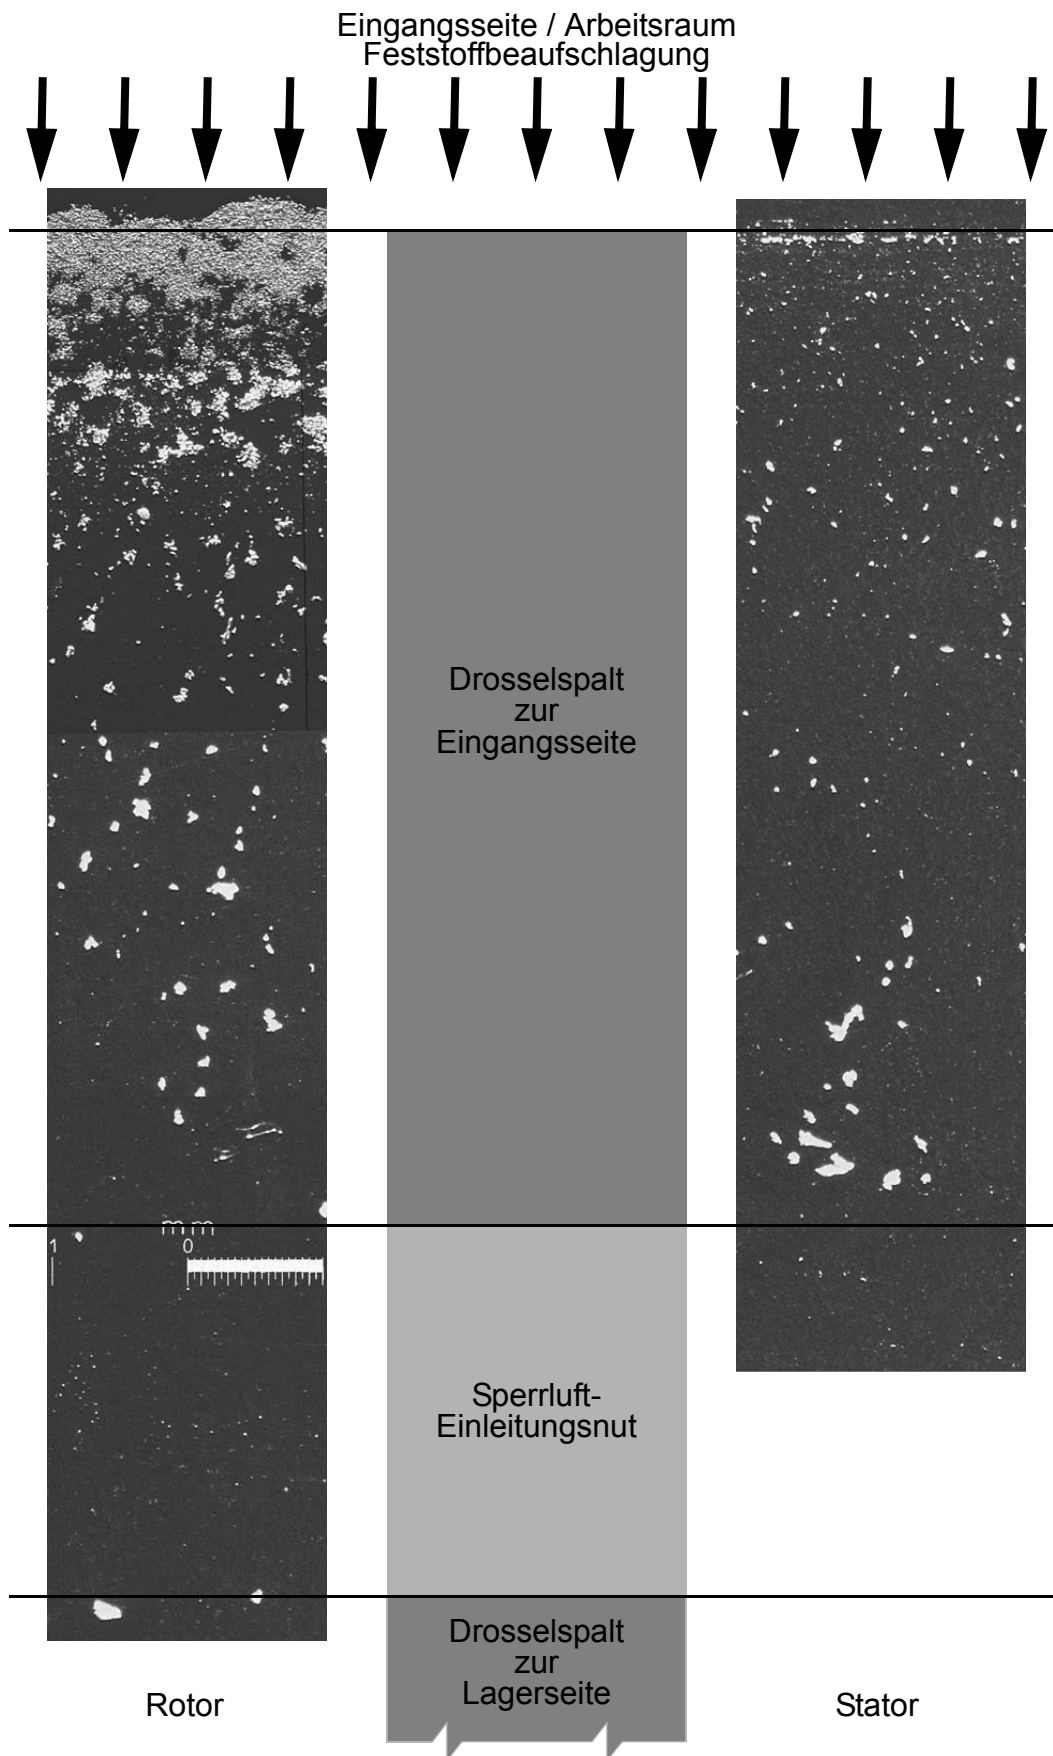 Eingangsseite / Arbeitsraum
Feststoffbeaufschlagung
Drosselspalt
zur
Eingangsseite
mm
1 0
Sperrluft-
Einleitungsnut
Drosselspalt
zur
Lagerseite
Rotor
Stator